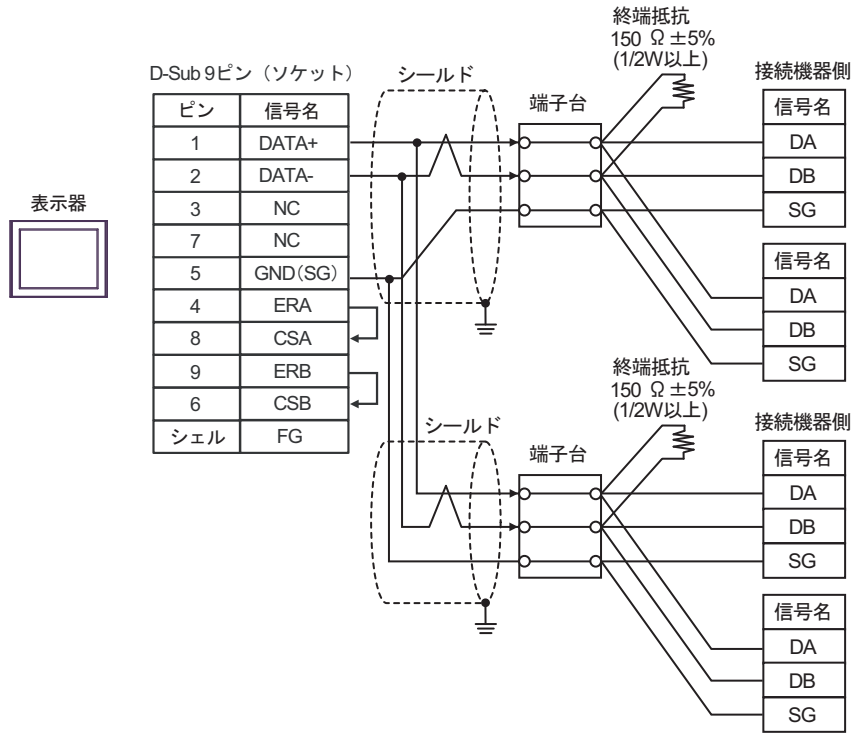 表示器
D-Sub 9ピン（ソケット）
ピン 信号名
1 DATA+
2 DATA-
3 NC
7 NC
5 GND(SG)
4 ERA
8 CSA
9 ERB
6 CSB
シェル FG
シールド
端子台
終端抵抗
150 Ω ±5%
(1/2W以上)
接続機器側
信号名
DA
DB
SG
信号名
DA
DB
SG
シールド
端子台
終端抵抗
150 Ω ±5%
(1/2W以上)
接続機器側
信号名
DA
DB
SG
信号名
DA
DB
SG